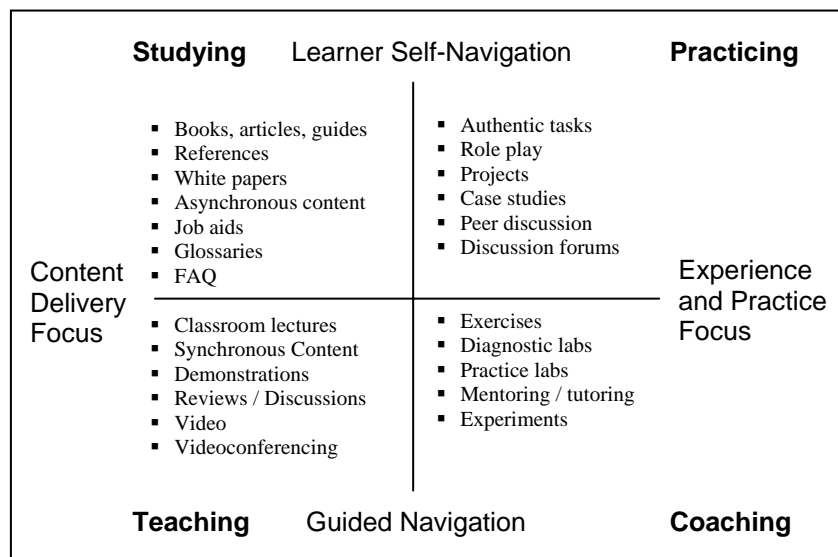 Studying Learner Self-Navigation Practicing
▪ Books, articles, guides
▪ References
▪ White papers
▪ Asynchronous content
▪ Job aids
▪ Glossaries
▪ FAQ
▪ Authentic tasks
▪ Role play
▪ Projects
▪ Case studies
▪ Peer discussion
▪ Discussion forums
Content
Delivery
Focus
Experience
and Practice
Focus
▪ Classroom lectures
▪ Synchronous Content
▪ Demonstrations
▪ Reviews / Discussions
▪ Video
▪ Videoconferencing
▪ Exercises
▪ Diagnostic labs
▪ Practice labs
▪ Mentoring / tutoring
▪ Experiments
Teaching Guided Navigation Coaching